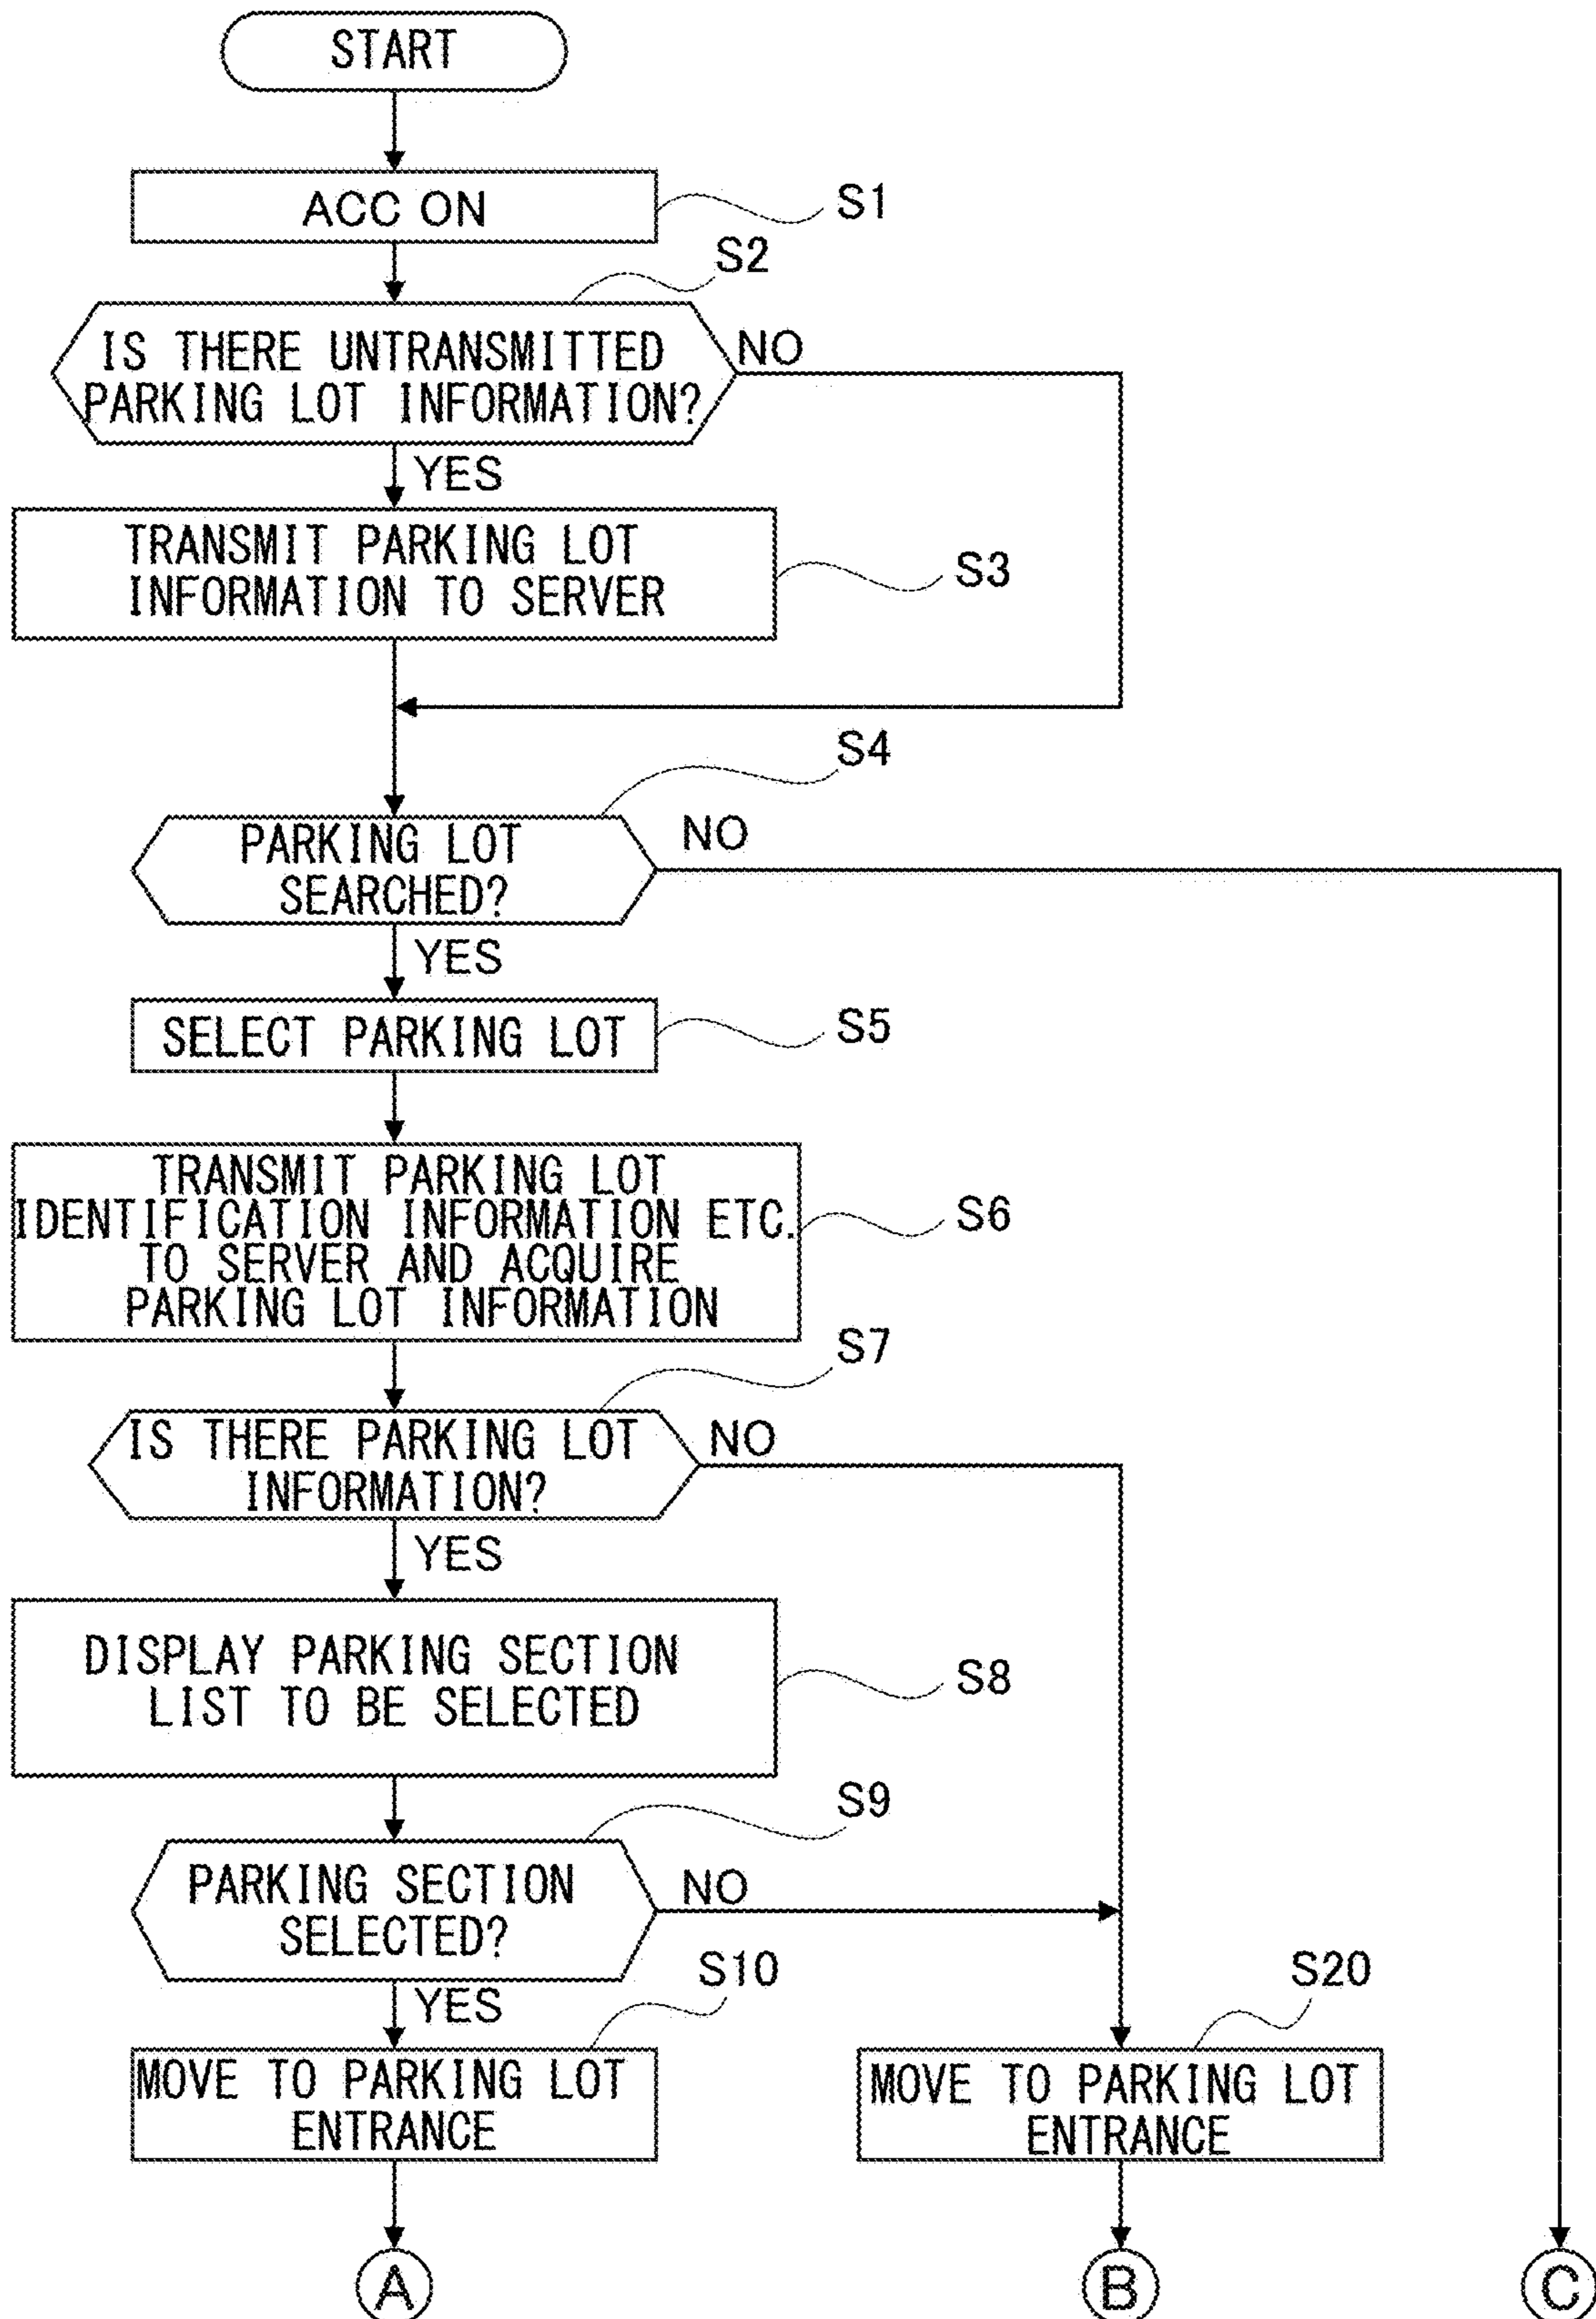 START
ACC ON
S1
S2
IS THERE UNTRANSMITTED
PARKING LOT INFORMATION?
NO
YES
TRANSMIT PARKING LOT
INFORMATION TO SERVER
S3
S4
PARKING LOT
SEARCHED?
NO
YES
SELECT PARKING LOT
S5
TRANSMIT PARKING LOT
IDENTIFICATION INFORMATION ETC.
TO SERVER AND ACQUIRE
PARKING LOT INFORMATION
S6
S7
IS THERE PARKING LOT
INFORMATION?
NO
YES
DISPLAY PARKING SECTION
LIST TO BE SELECTED
S8
S9
PARKING SECTION
SELECTED?
NO
YES
S10
S20
MOVE TO PARKING LOT
ENTRANCE
MOVE TO PARKING LOT
ENTRANCE
A
B
C